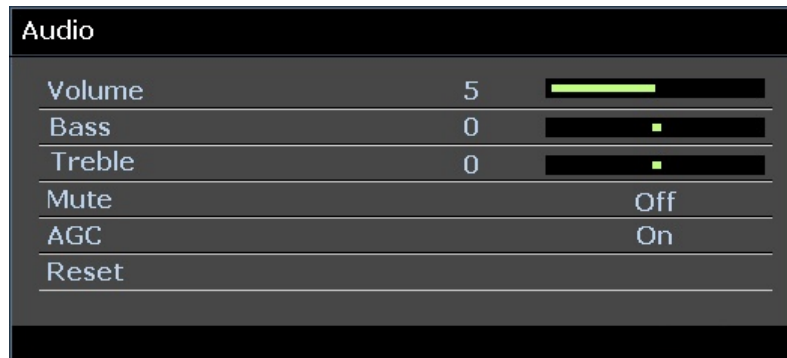 Audio
Volume 5
Bass 0
Treble 0
Mute Off
AGC On
Reset